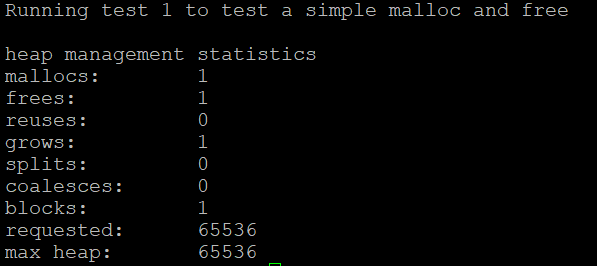 Running test 1 to test a simple malloc and free
heap management statistics
mallocs: 1
frees: 1
reuses: 0
grows: 1
splits: 0
coalesces: 0
blocks: 1
requested: 65536
max heap: 65536